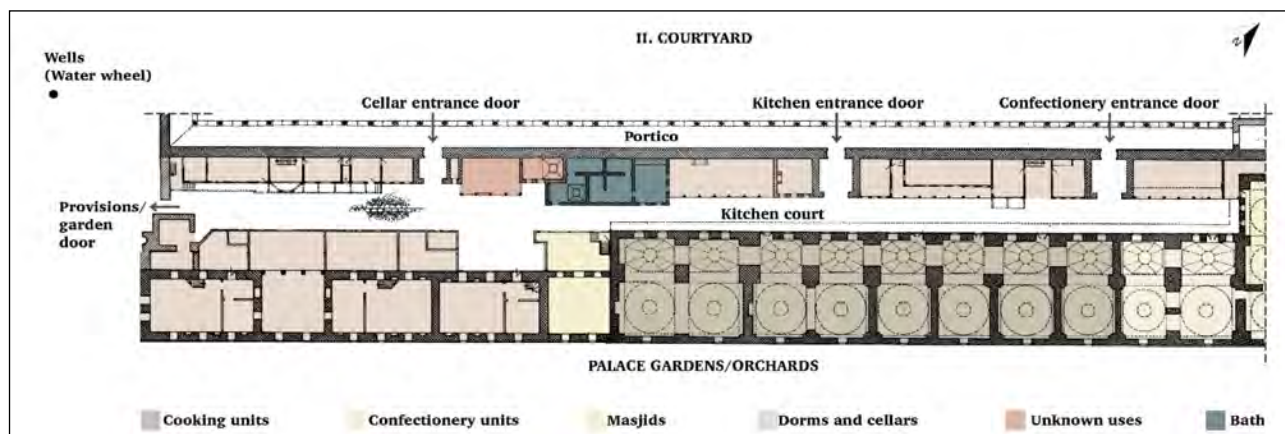 II. COURTYARD
N
Wells
(Water wheel)
Cellar entrance door
Kitchen entrance door
Confectionery entrance door
Portico
Provisions/
garden
door
Kitchen court
PALACE GARDENS/ORCHARDS
Cooking units
Confectionery units
Masjids
Dorms and cellars
Unknown uses
Bath